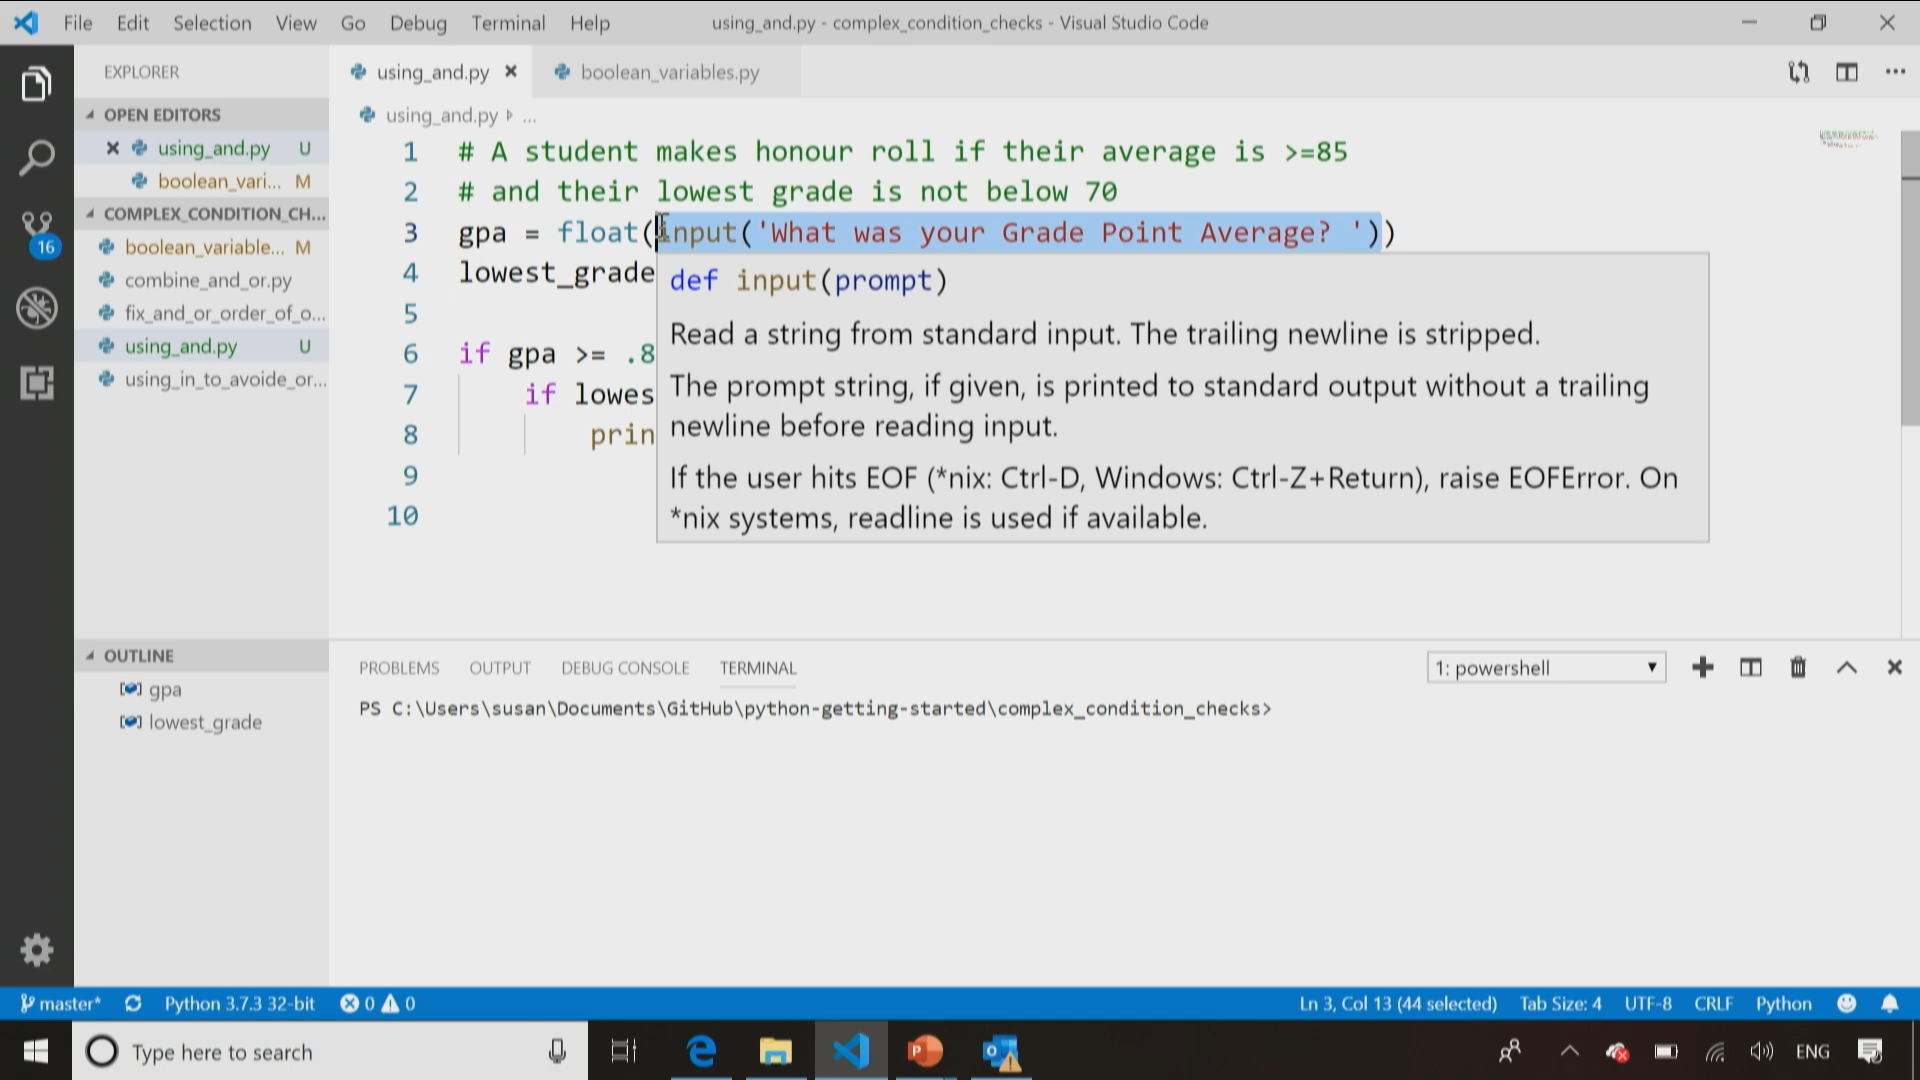 File Edit Selection View Go Debug Terminal Help using_and.py - complex_condition_checks - Visual Studio Code
EXPLORER
OPEN EDITORS
using_and.py U
boolean_vari... M
COMPLEX_CONDITION_CH...
boolean_variable... M
combine_and_or.py
fix_and_or_order_of_o...
using_and.py U
using_in_to_avoide_or...
16
OUTLINE
gpa
lowest_grade
using_and.py boolean_variables.py
using_and.py ...
1 # A student makes honour roll if their average is >=85
2 # and their lowest grade is not below 70
3 gpa = float(input('What was your Grade Point Average? '))
4 lowest_grade
5
6 if gpa >= .8
7 if lowes
8 prin
9
10
def input(prompt)
Read a string from standard input. The trailing newline is stripped.
The prompt string, if given, is printed to standard output without a trailing
newline before reading input.
If the user hits EOF (*nix: Ctrl-D, Windows: Ctrl-Z+Return), raise EOFError. On
*nix systems, readline is used if available.
PROBLEMS OUTPUT DEBUG CONSOLE TERMINAL 1: powershell
PS C:\Users\susan\Documents\GitHub\python-getting-started\complex_condition_checks>
master* Python 3.7.3 32-bit 0 0 Ln 3, Col 13 (44 selected) Tab Size: 4 UTF-8 CRLF Python
Type here to search ENG